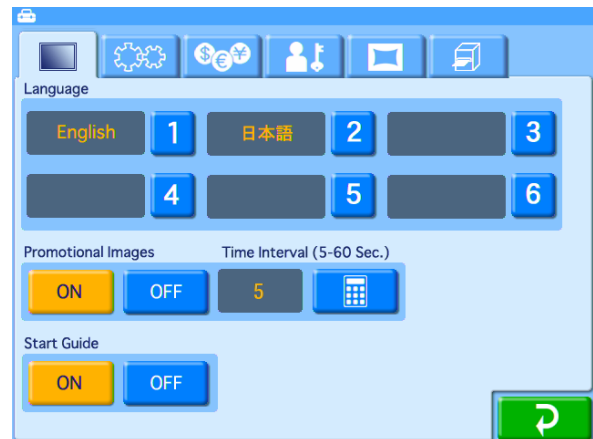 $ € ¥
Language
English 1 日本語 2 3
4 5 6
Promotional Images Time Interval (5-60 Sec.)
ON OFF 5
Start Guide
ON OFF